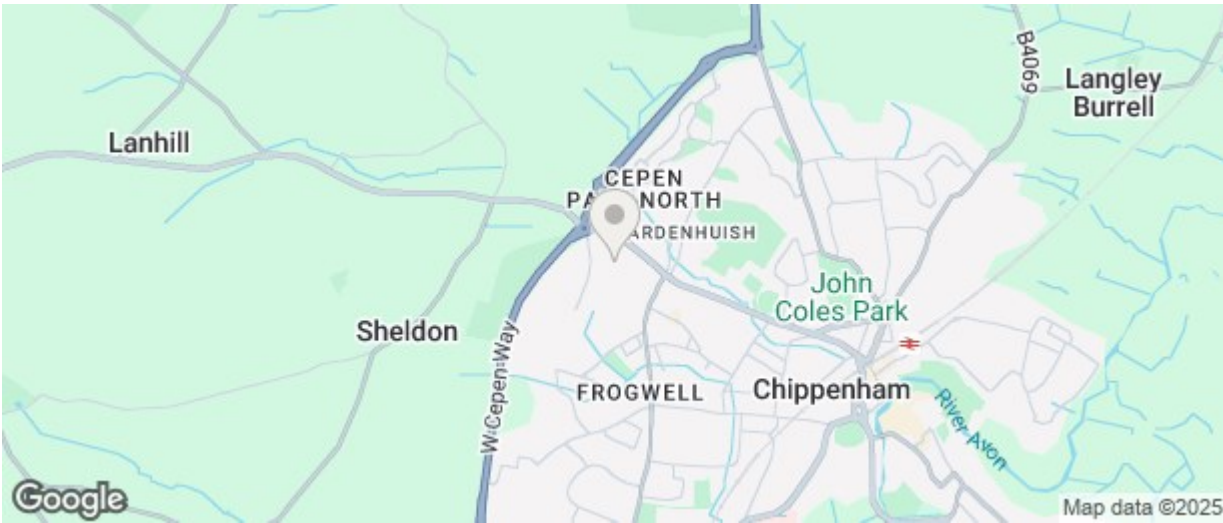 B4069
Langley
Burrell
Lanhill
CEPEN
PA NORTH
ARDENHUISH
John
Coles Park
Sheldon
W Cepen Way
FROGWELL
Chippenham
River Avon
Google
Map data ©2025